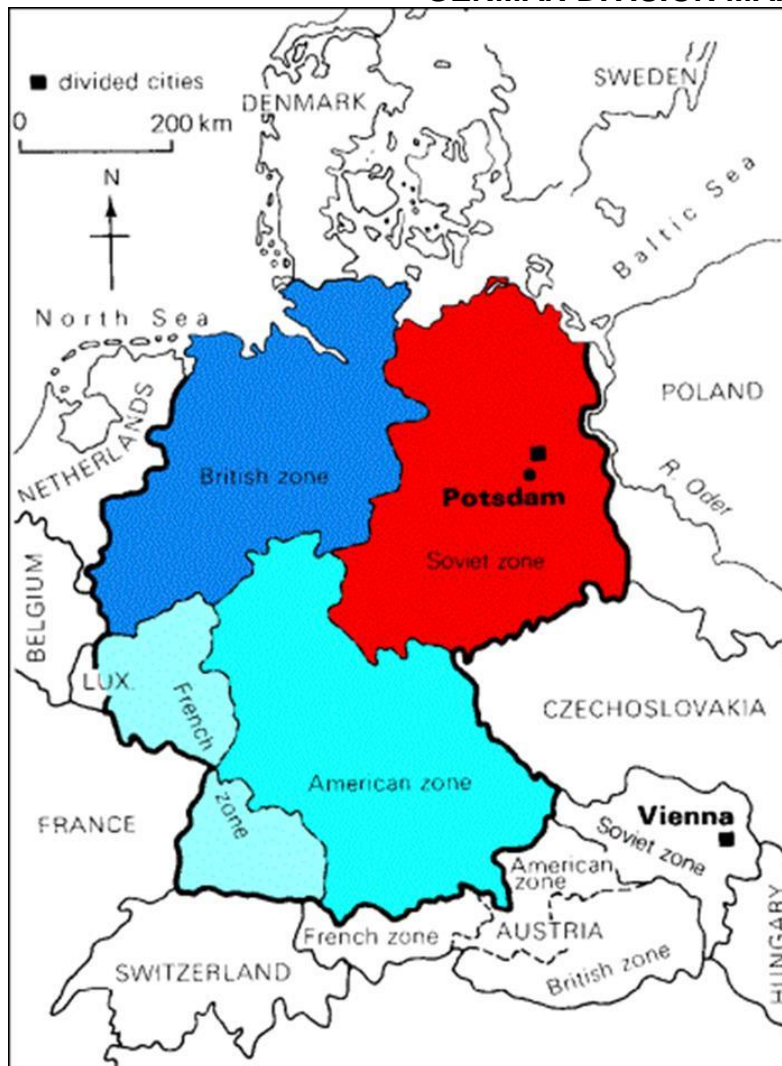 divided cities
0 200 km
N
DENMARK
SWEDEN
Baltic Sea
North Sea
NETHERLANDS
POLAND
R. Oder
British zone
Potsdam
Soviet zone
BELGIUM
LUX.
French
zone
American zone
CZECHOSLOVAKIA
FRANCE
Vienna
Soviet zone
American
zone
French zone
AUSTRIA
British zone
SWITZERLAND
HUNGARY